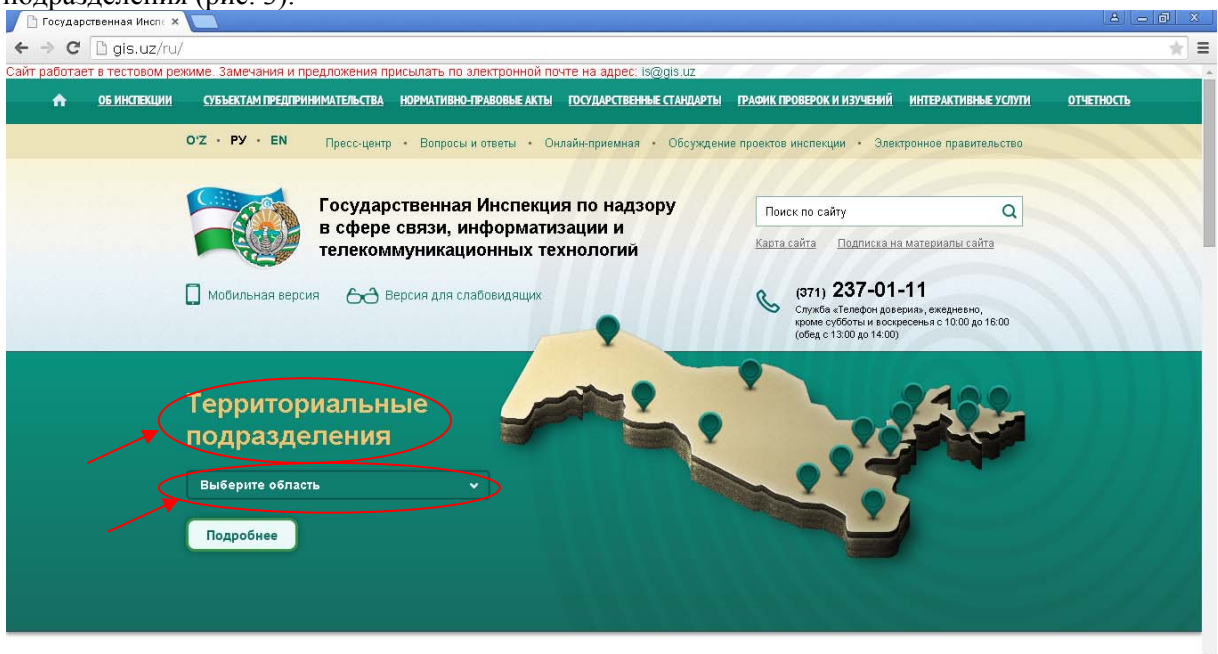 подразделения (рис. 3).
Государственная Инспе
gis.uz/ru/
Сайт работает в тестовом режиме. Замечания и предложения присылать по электронной почте на адрес: is@gis.uz
ОБ ИНСПЕКЦИИ СУБЪЕКТАМ ПРЕДПРИНИМАТЕЛЬСТВА НОРМАТИВНО-ПРАВОВЫЕ АКТЫ ГОСУДАРСТВЕННЫЕ СТАНДАРТЫ ГРАФИК ПРОВЕРОК И ИЗУЧЕНИЙ ИНТЕРАКТИВНЫЕ УСЛУГИ ОТЧЕТНОСТЬ
O'Z · РУ · EN Пресс-центр • Вопросы и ответы • Онлайн-приемная • Обсуждение проектов инспекции • Электронное правительство
Государственная Инспекция по надзору
в сфере связи, информатизации и
телекоммуникационных технологий
Поиск по сайту
Карта сайта Подписка на материалы сайта
Мобильная версия Версия для слабовидящих
(371) 237-01-11
Служба «Телефон доверия», ежедневно,
кроме субботы и воскресенья с 10:00 до 16:00
(обед с 13:00 до 14:00)
Территориальные
подразделения
Выберите область
Подробнее